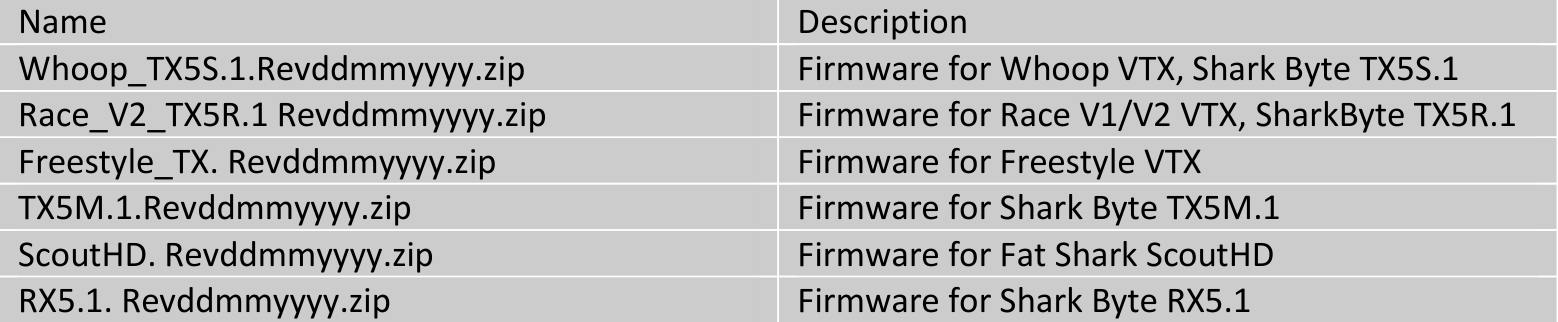 Name Description
Whoop_TX5S.1.Revddmmyyyy.zip Firmware for Whoop VTX, Shark Byte TX5S.1
Race_V2_TX5R.1 Revddmmyyyy.zip Firmware for Race V1/V2 VTX, SharkByte TX5R.1
Freestyle_TX. Revddmmyyyy.zip Firmware for Freestyle VTX
TX5M.1.Revddmmyyyy.zip Firmware for Shark Byte TX5M.1
ScoutHD. Revddmmyyyy.zip Firmware for Fat Shark ScoutHD
RX5.1. Revddmmyyyy.zip Firmware for Shark Byte RX5.1